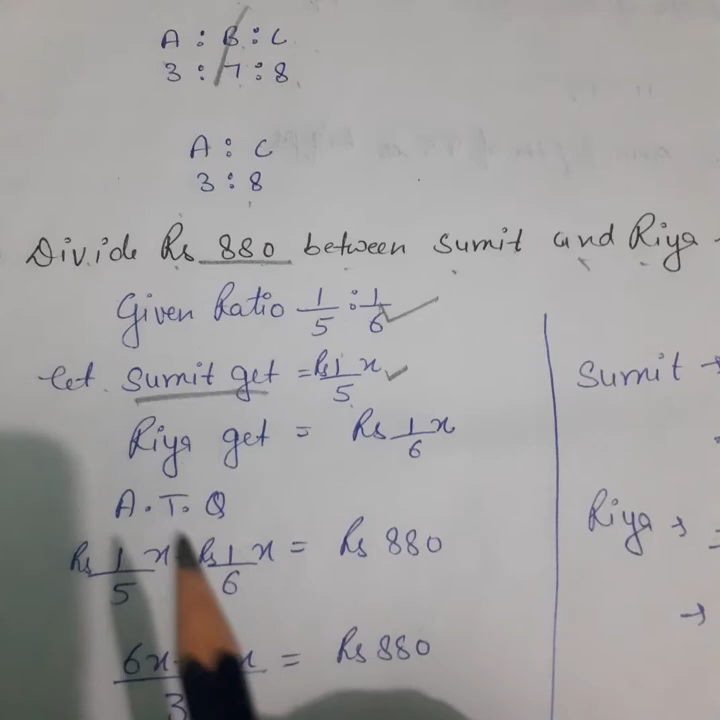 A : B : C
3 : 7 : 8
A : C
3 : 8
Divide Rs 880 between Sumit and Riya
Given Ratio 1/5 : 1/6
let Sumit get = Rs 1/5 x
Riya get = Rs 1/6 x
A.T.Q
Rs 1/5 x Rs 1/6 x = Rs 880
6x x / 3 = Rs 880
Sumit →
Riya →
→